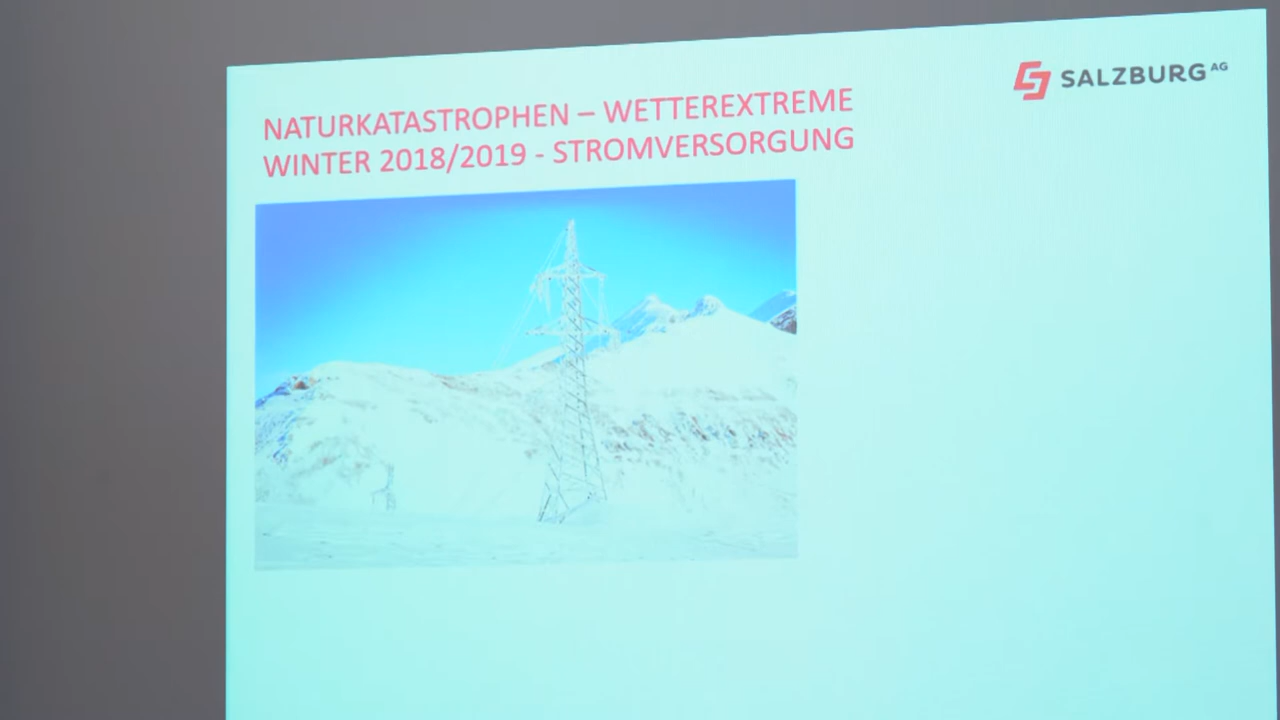 SALZBURG AG
NATURKATASTROPHEN – WETTEREXTREME
WINTER 2018/2019 - STROMVERSORGUNG